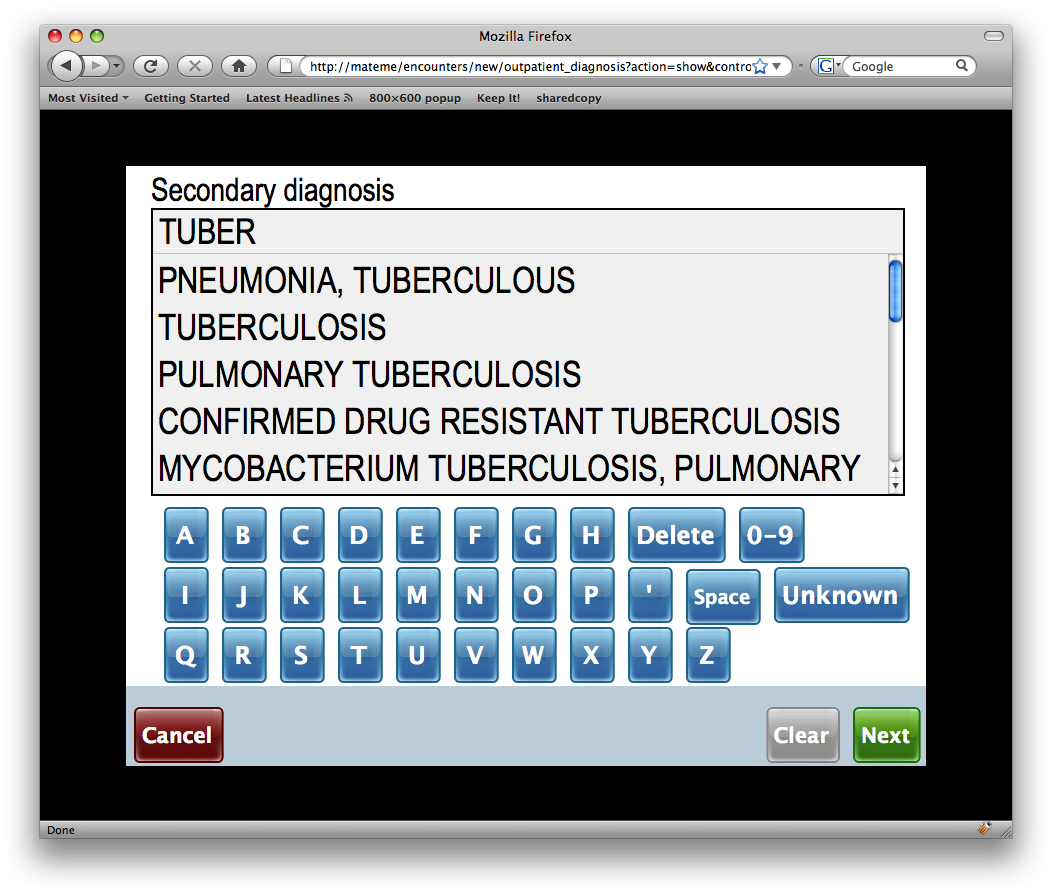 Mozilla Firefox
http://mateme/encounters/new/outpatient_diagnosis?action=show&contro
G Google
Most Visited Getting Started Latest Headlines 800×600 popup Keep It! sharedcopy
Secondary diagnosis
TUBER
PNEUMONIA, TUBERCULOUS
TUBERCULOSIS
PULMONARY TUBERCULOSIS
CONFIRMED DRUG RESISTANT TUBERCULOSIS
MYCOBACTERIUM TUBERCULOSIS, PULMONARY
A B C D E F G H Delete 0-9
I J K L M N O P ' Space Unknown
Q R S T U V W X Y Z
Cancel Clear Next
Done